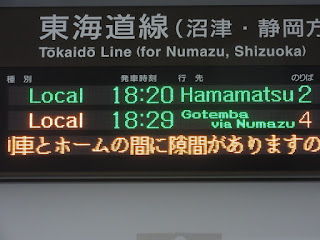 東海道線(沼津・静岡方
Tōkaidō Line (for Numazu, Shizuoka)
種別 発車時刻 行先 のりば
Local 18:20 Hamamatsu 2
Local 18:29 Gotemba via Numazu 4
車とホームの間に隙間がありますの